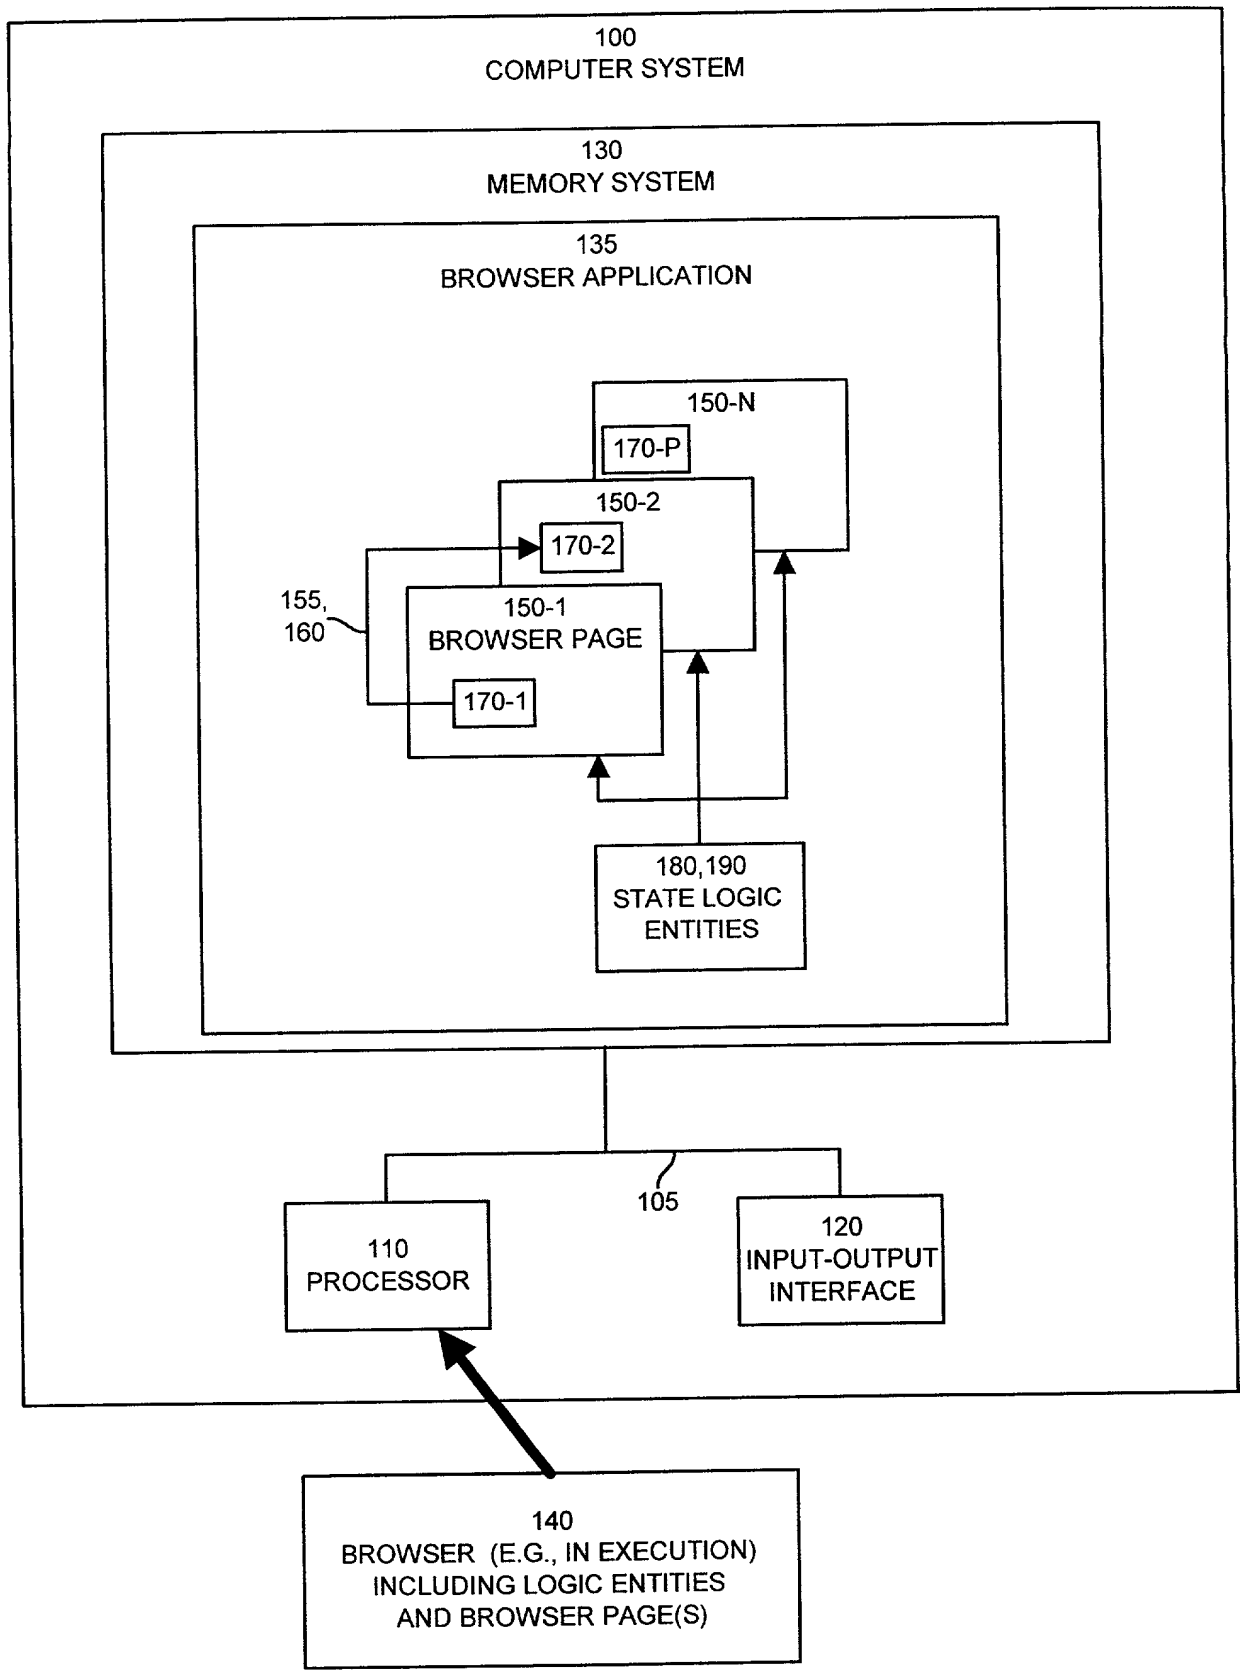 100
COMPUTER SYSTEM
130
MEMORY SYSTEM
135
BROWSER APPLICATION
150-N
170-P
150-2
170-2
155,
160
150-1
BROWSER PAGE
170-1
180,190
STATE LOGIC
ENTITIES
105
110
PROCESSOR
120
INPUT-OUTPUT
INTERFACE
140
BROWSER (E.G., IN EXECUTION)
INCLUDING LOGIC ENTITIES
AND BROWSER PAGE(S)